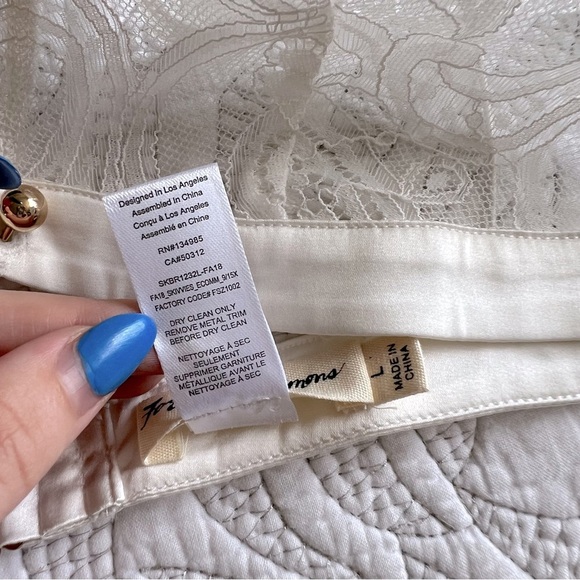 Designed in Los Angeles
Assembled in China
Conçu à Los Angeles
Assemblé en Chine
RN#134985
CA#50312
SKBR1232L-FA18
FA18_SKIVVIES_ECOMM_9/15X
FACTORY CODE# FSZ1002
DRY CLEAN ONLY
REMOVE METAL TRIM
BEFORE DRY CLEAN
NETTOYAGE À SEC
SEULEMENT
SUPPRIMER GARNITURE
MÉTALLIQUE AVANT LE
NETTOYAGE À SEC
L
MADE IN
CHINA